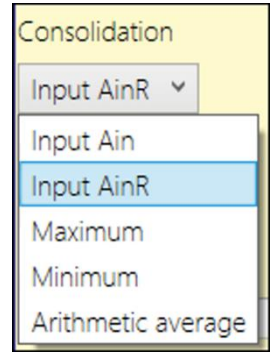 Consolidation
Input AinR
Input Ain
Input AinR
Maximum
Minimum
Arithmetic average